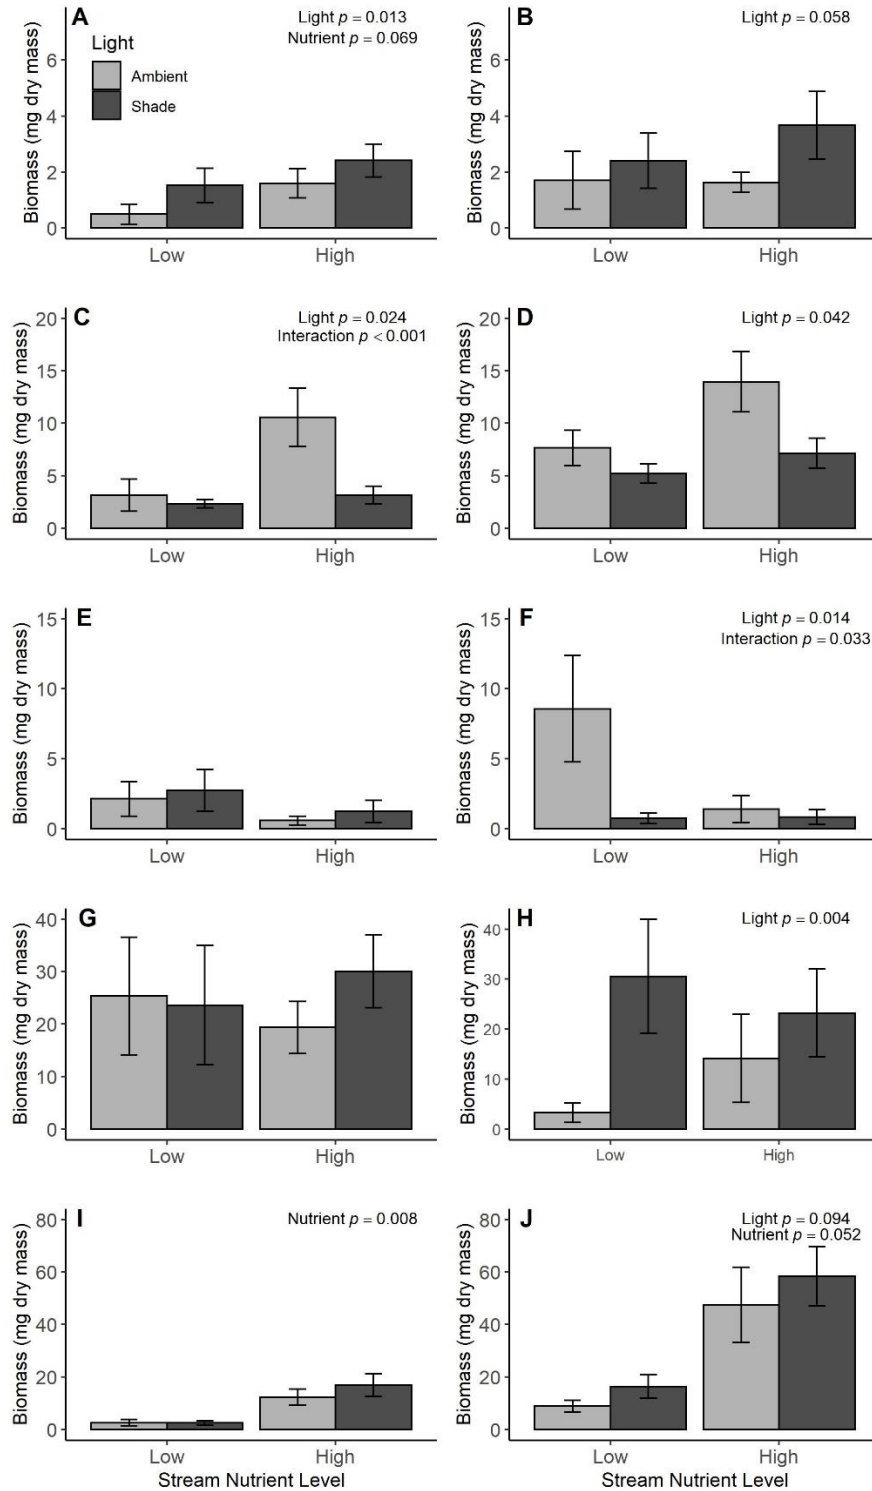 A
Light p = 0.013
Nutrient p = 0.069
Light
Ambient
Shade
Biomass (mg dry mass)
6
4
2
0
Low
High
B
Light p = 0.058
Biomass (mg dry mass)
6
4
2
0
Low
High
C
Light p = 0.024
Interaction p < 0.001
Biomass (mg dry mass)
20
15
10
5
0
Low
High
D
Light p = 0.042
Biomass (mg dry mass)
20
15
10
5
0
Low
High
E
Biomass (mg dry mass)
15
10
5
0
Low
High
F
Light p = 0.014
Interaction p = 0.033
Biomass (mg dry mass)
15
10
5
0
Low
High
G
Biomass (mg dry mass)
40
30
20
10
0
Low
High
H
Light p = 0.004
Biomass (mg dry mass)
40
30
20
10
0
Low
High
I
Nutrient p = 0.008
Biomass (mg dry mass)
80
60
40
20
0
Low
High
Stream Nutrient Level
J
Light p = 0.094
Nutrient p = 0.052
Biomass (mg dry mass)
80
60
40
20
0
Low
High
Stream Nutrient Level